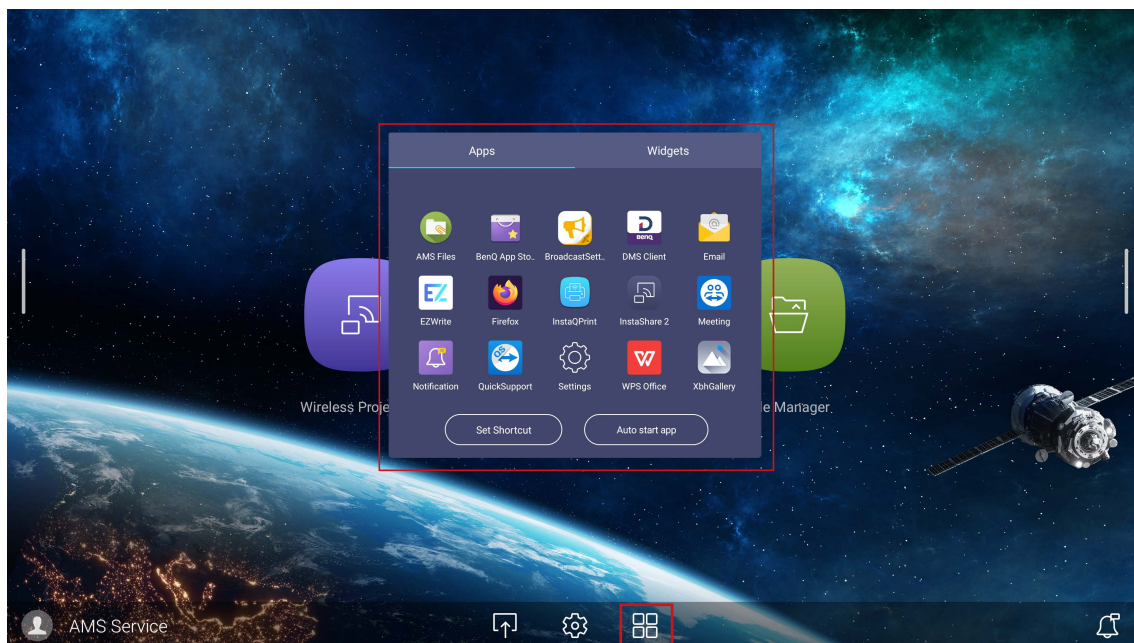 Apps Widgets
AMS Files BenQ App Sto.. BroadcastSett.. DMS Client Email
EZWrite Firefox InstaQPrint InstaShare 2 Meeting
Notification QuickSupport Settings WPS Office XbhGallery
Wireless Proje
le Manager
Set Shortcut Auto start app
AMS Service